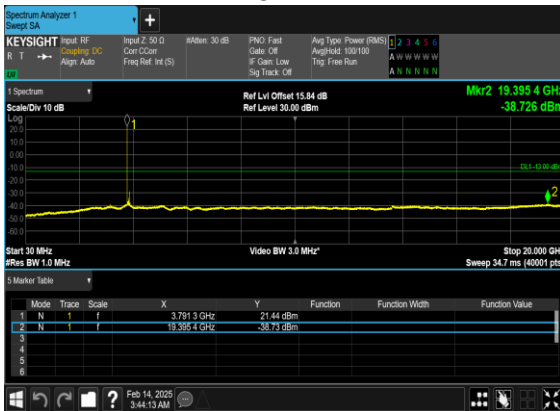 Spectrum Analyzer 1
Swept SA
+
KEYSIGHT Input: RF Input Z: 50 Ω #Atten: 30 dB PNO: Fast Avg Type: Power (RMS) 1 2 3 4 5 6
R T Coupling: DC Corr CCorr Gate: Off Avg|Hold: 100/100 A W W W W W
Align: Auto Freq Ref: Int (S) IF Gain: Low Trig: Free Run
Sig Track: Off A N N N N N
1 Spectrum Ref Lvl Offset 15.84 dB Mkr2 19.395 4 GHz
Scale/Div 10 dB Ref Level 30.00 dBm -38.726 dBm
Log
20.0
10.0
0.00
-10.0
DL1 -13.00 dBm
-20.0
-30.0
-40.0
-50.0
-60.0
1
2
Start 30 MHz Video BW 3.0 MHz* Stop 20.000 GH
#Res BW 1.0 MHz Sweep 34.7 ms (40001 pts
5 Marker Table
Mode Trace Scale X Y Function Function Width Function Value
1 N 1 f 3.791 3 GHz 21.44 dBm
2 N 1 f 19.395 4 GHz -38.73 dBm
3
4
5
6
? Feb 14, 2025
3:44:13 AM